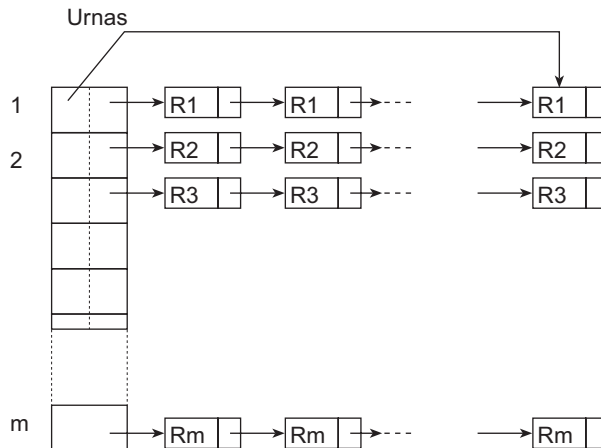 Urnas
1 R1 R1 R1
2 R2 R2 R2
R3 R3 R3
m Rm Rm Rm